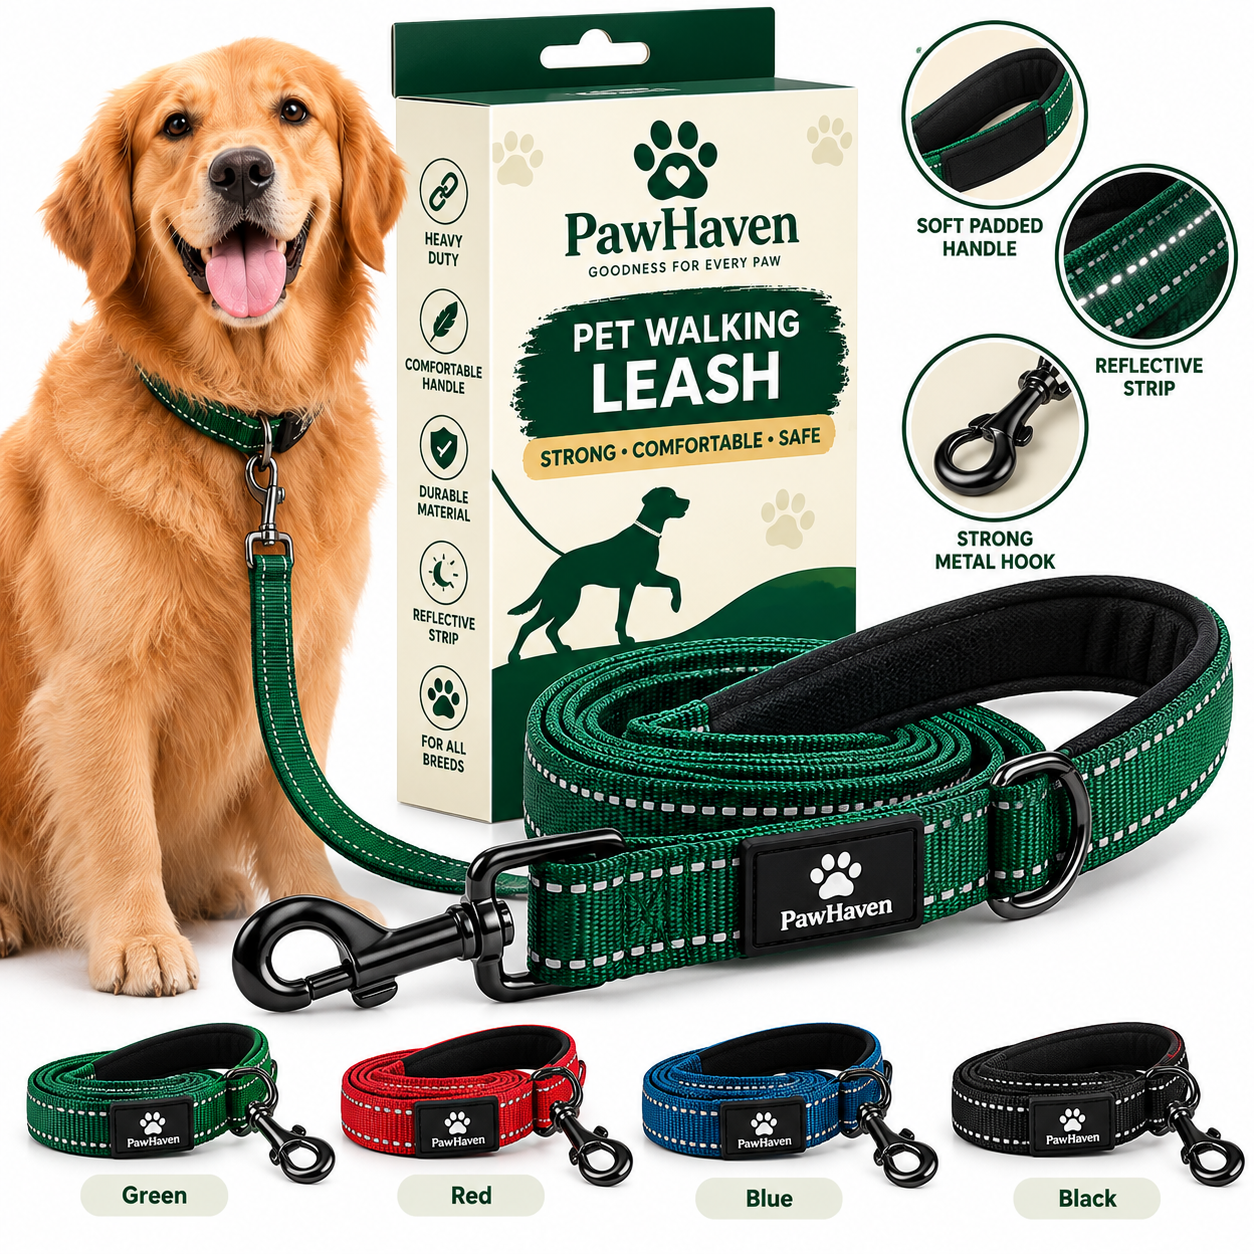 PawHaven
GOODNESS FOR EVERY PAW
PET WALKING
LEASH
STRONG • COMFORTABLE • SAFE
HEAVY
DUTY
COMFORTABLE
HANDLE
DURABLE
MATERIAL
REFLECTIVE
STRIP
FOR ALL
BREEDS
SOFT PADDED
HANDLE
REFLECTIVE
STRIP
STRONG
METAL HOOK
PawHaven
PawHaven
PawHaven
PawHaven
PawHaven
Green
Red
Blue
Black